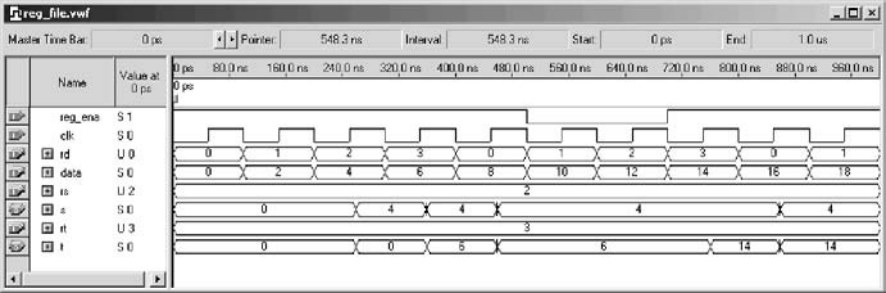 reg_file.vwf
Master Time Bar: 0 ps Pointer: 548.3 ns Interval: 548.3 ns Start: 0 ps End: 1.0 us
Name Value at 0 ps
0 ps 80.0 ns 160.0 ns 240.0 ns 320.0 ns 400.0 ns 480.0 ns 560.0 ns 640.0 ns 720.0 ns 800.0 ns 880.0 ns 960.0 ns
0 ps
reg_ena S 1
clk S 0
rd U 0 0 1 2 3 0 1 2 3 0 1
data S 0 0 2 4 6 8 10 12 14 16 18
rs U 2 2
s S 0 0 4 4 4 4
rt U 3 3
t S 0 0 0 6 6 14 14